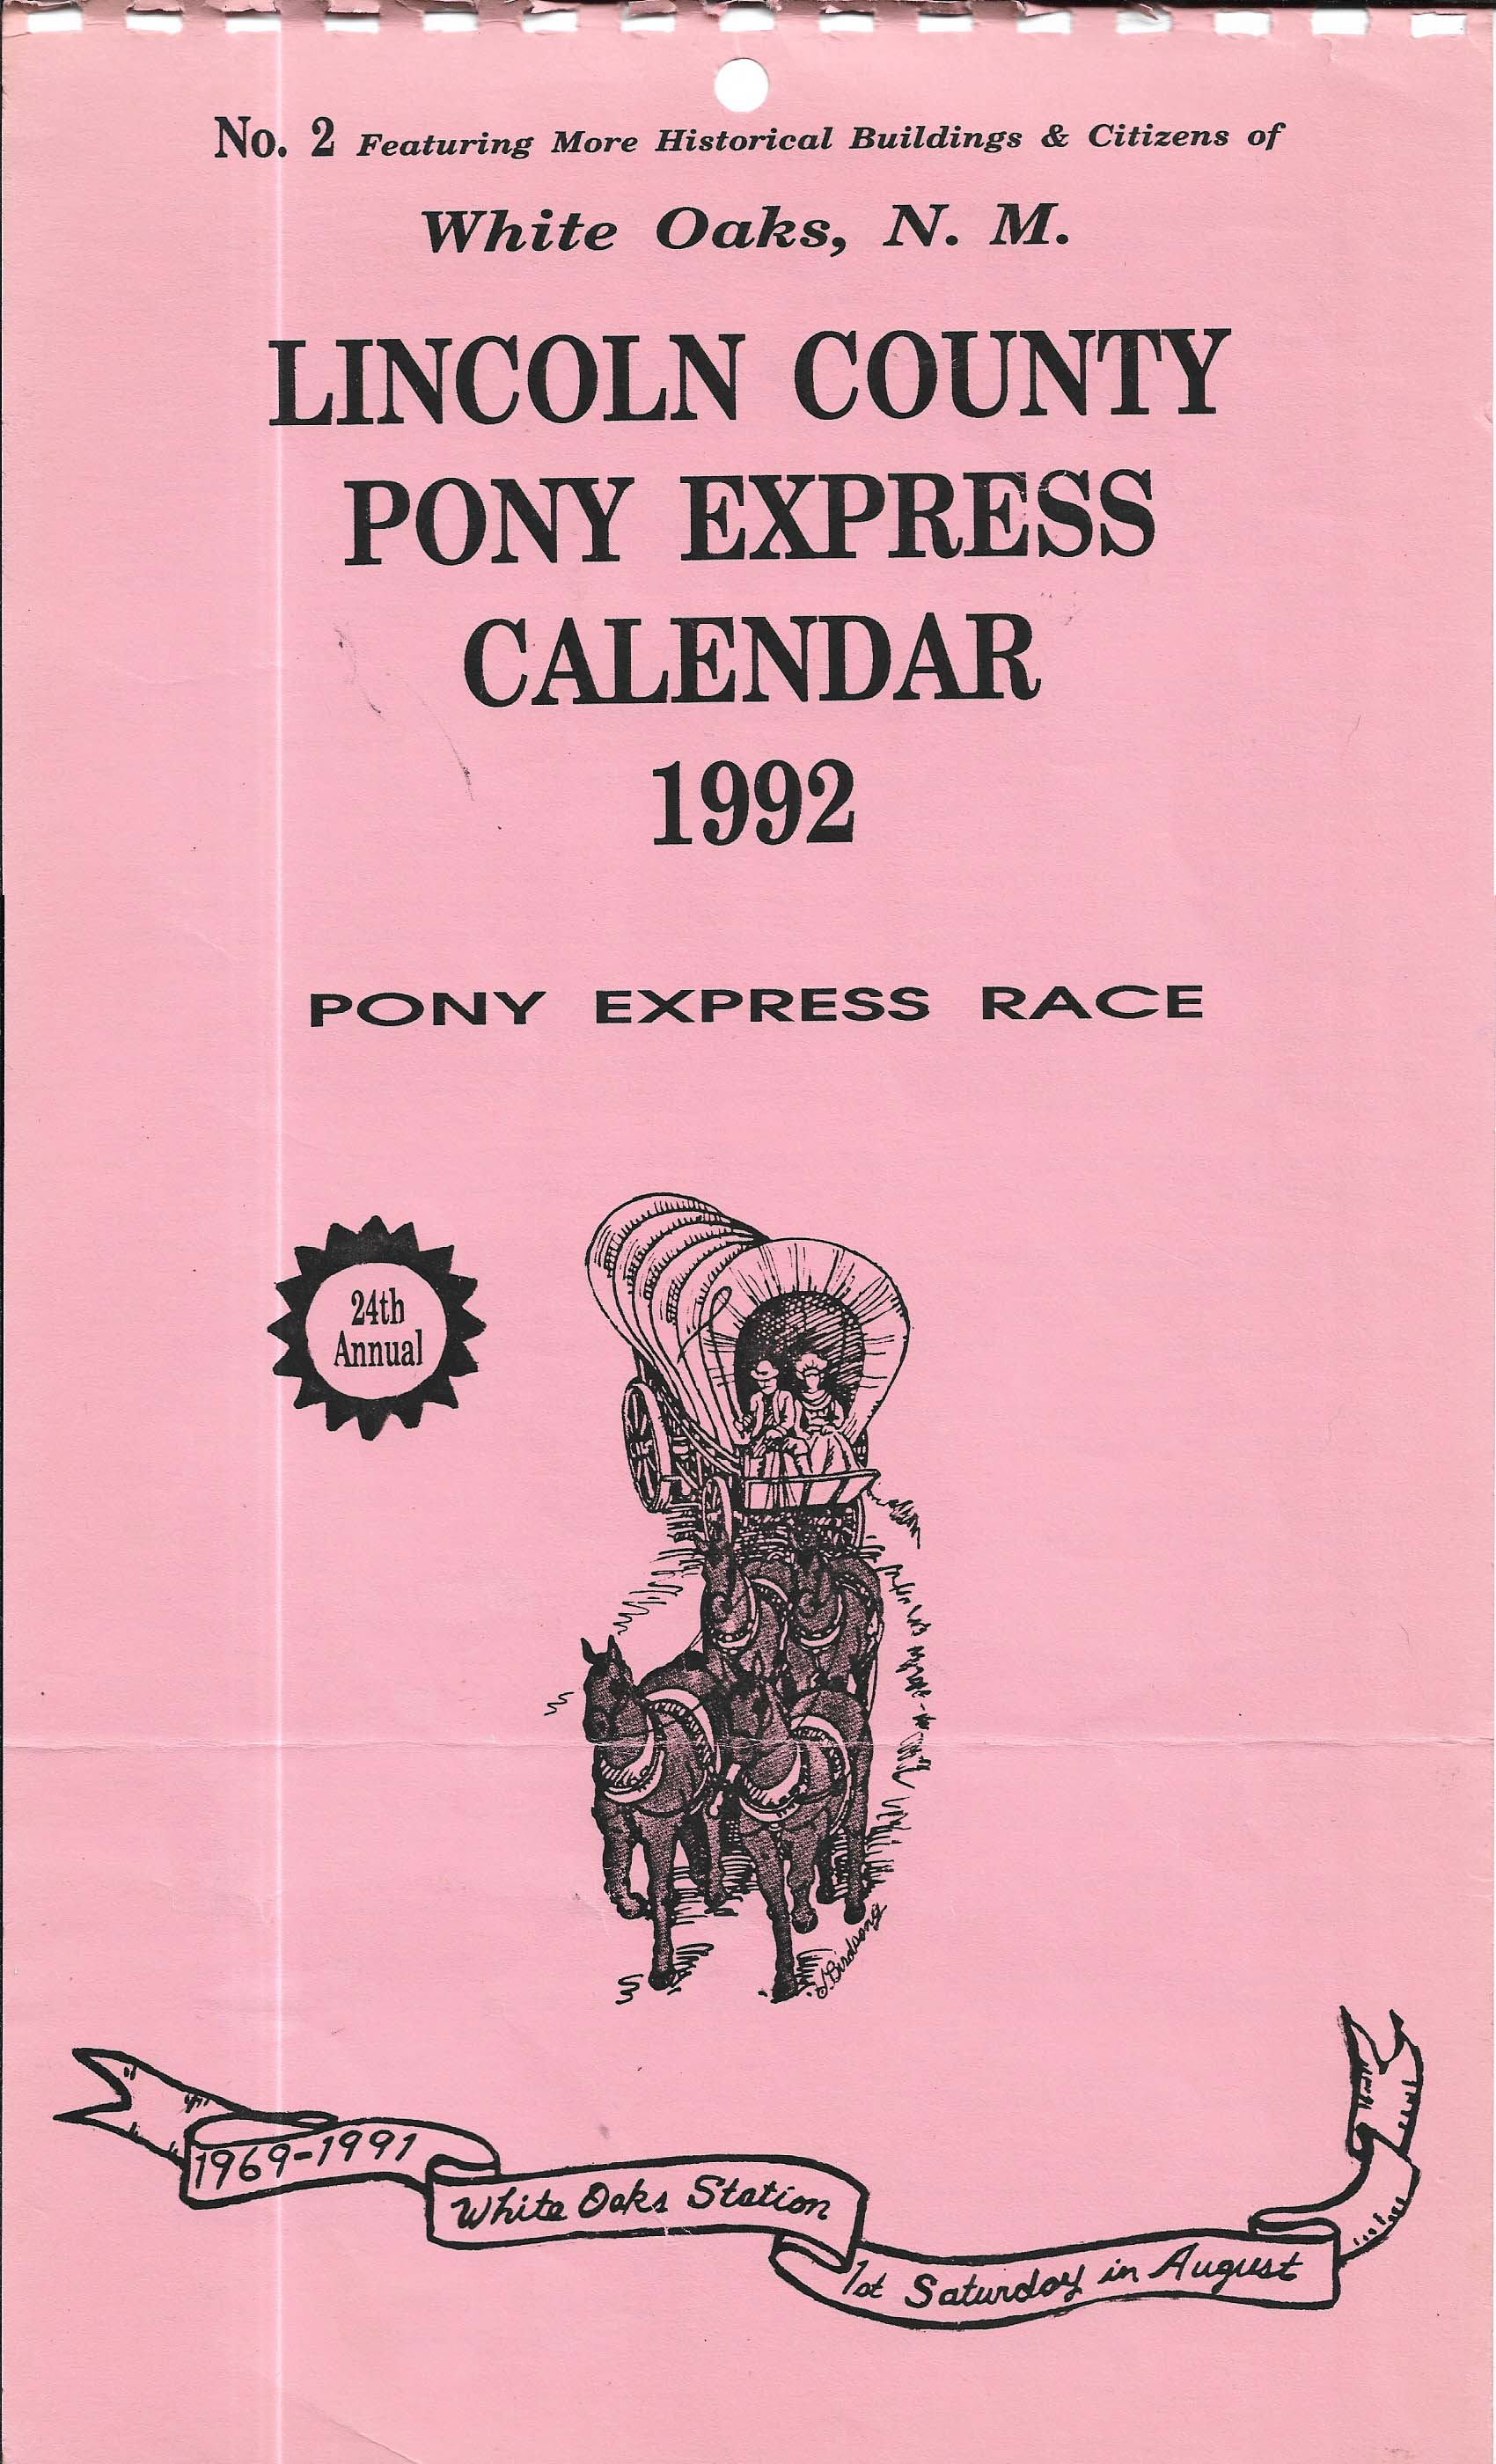 No. 2 Featuring More Historical Buildings & Citizens of
White Oaks, N. M.
LINCOLN COUNTY
PONY EXPRESS
CALENDAR
1992
PONY EXPRESS RACE
24th
Annual
J. Birdsong
1969-1991
White Oaks Station
1st Saturday in August